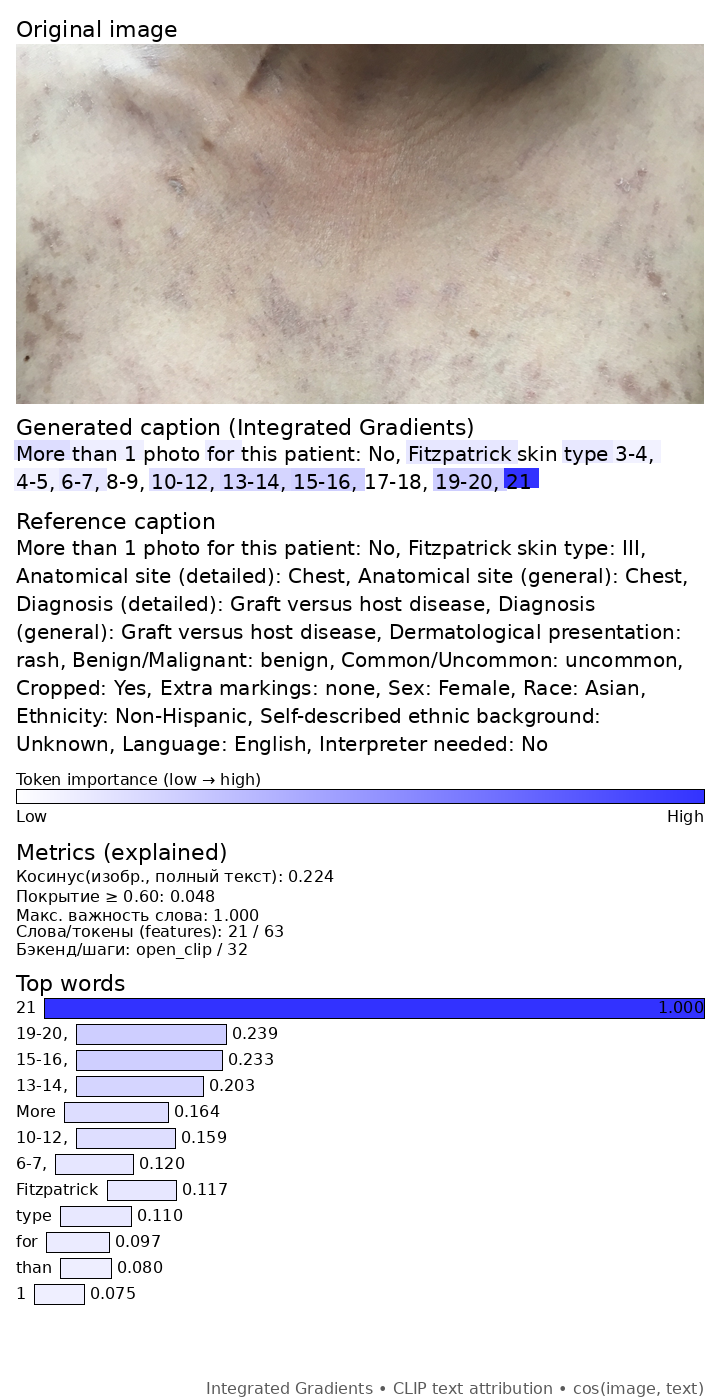 Original image
Generated caption (Integrated Gradients)
More than 1 photo for this patient: No, Fitzpatrick skin type 3-4,
4-5, 6-7, 8-9, 10-12, 13-14, 15-16, 17-18, 19-20, 21
Reference caption
More than 1 photo for this patient: No, Fitzpatrick skin type: III,
Anatomical site (detailed): Chest, Anatomical site (general): Chest,
Diagnosis (detailed): Graft versus host disease, Diagnosis
(general): Graft versus host disease, Dermatological presentation:
rash, Benign/Malignant: benign, Common/Uncommon: uncommon,
Cropped: Yes, Extra markings: none, Sex: Female, Race: Asian,
Ethnicity: Non-Hispanic, Self-described ethnic background:
Unknown, Language: English, Interpreter needed: No
Token importance (low → high)
Low High
Metrics (explained)
Косинус(изобр., полный текст): 0.224
Покрытие ≥ 0.60: 0.048
Макс. важность слова: 1.000
Слова/токены (features): 21 / 63
Бэкенд/шаги: open_clip / 32
Top words
21 1.000
19-20, 0.239
15-16, 0.233
13-14, 0.203
More 0.164
10-12, 0.159
6-7, 0.120
Fitzpatrick 0.117
type 0.110
for 0.097
than 0.080
1 0.075
Integrated Gradients • CLIP text attribution • cos(image, text)